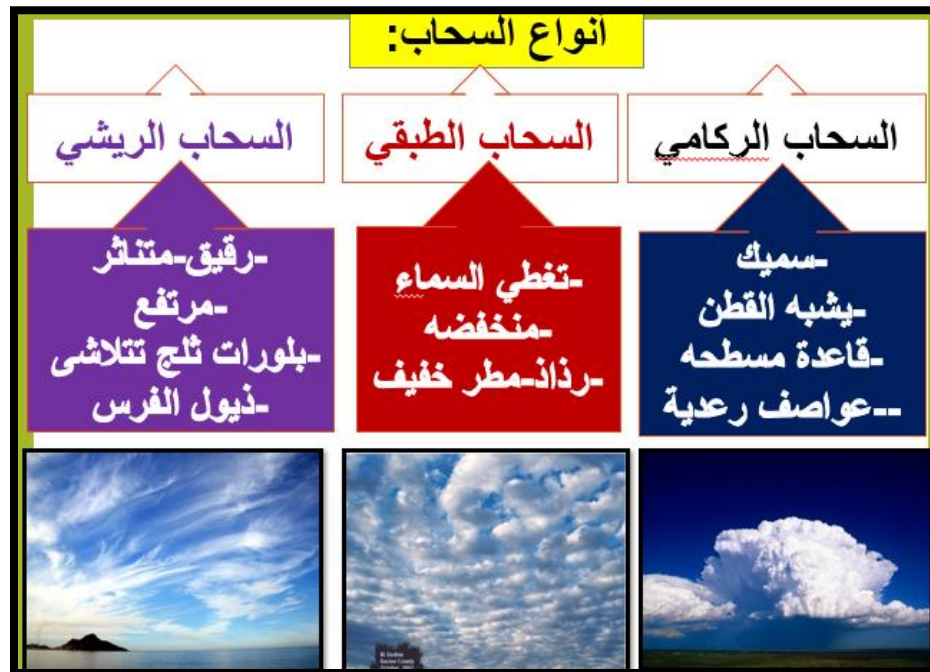 أنواع السحاب:
السحاب الركامي
السحاب الطبقي
السحاب الريشي
-سميك
-يشبه القطن
-قاعدة مسطحه
--عواصف رعدية
-تغطي السماء
-منخفضه
-رذاذ-مطر خفيف
-رقيق-متناثر
-مرتفع
-بلورات ثلج تتلاشى
-ذيول الفرس